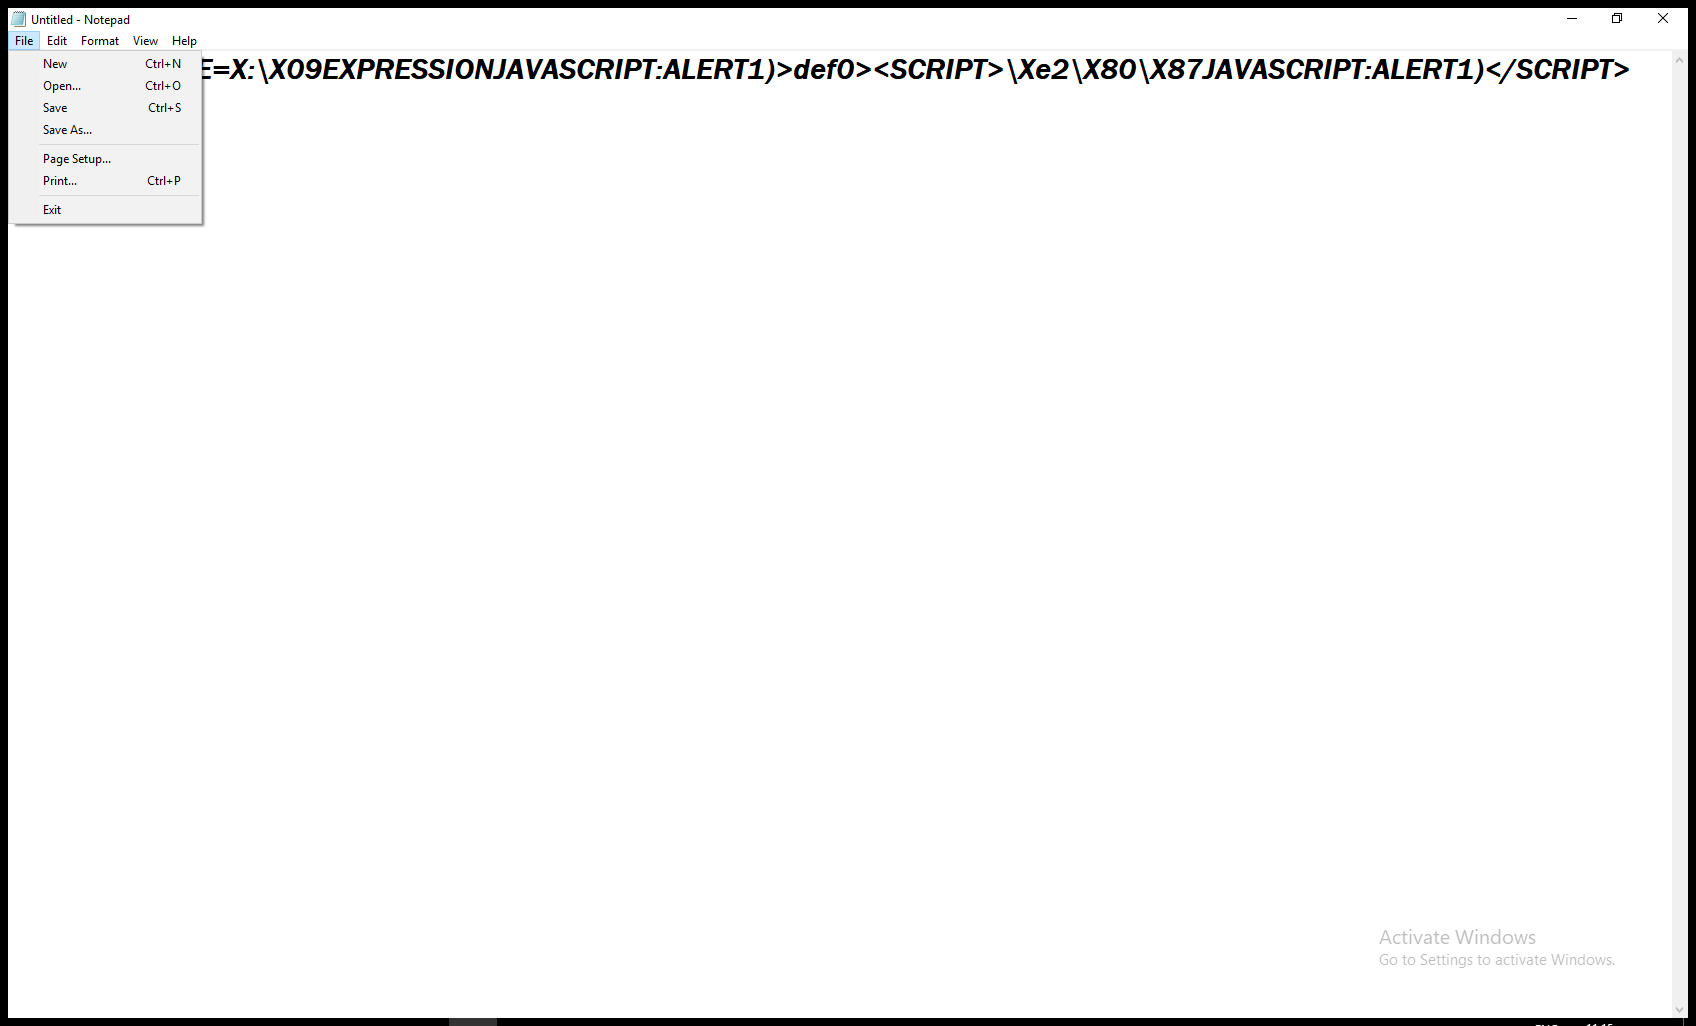 Untitled - Notepad
File Edit Format View Help
E=X:\X09EXPRESSIONJAVASCRIPT:ALERT1)>def0><SCRIPT>\Xe2\X80\X87JAVASCRIPT:ALERT1)</SCRIPT>
New Ctrl+N
Open... Ctrl+O
Save Ctrl+S
Save As...
Page Setup...
Print... Ctrl+P
Exit
Activate Windows
Go to Settings to activate Windows.